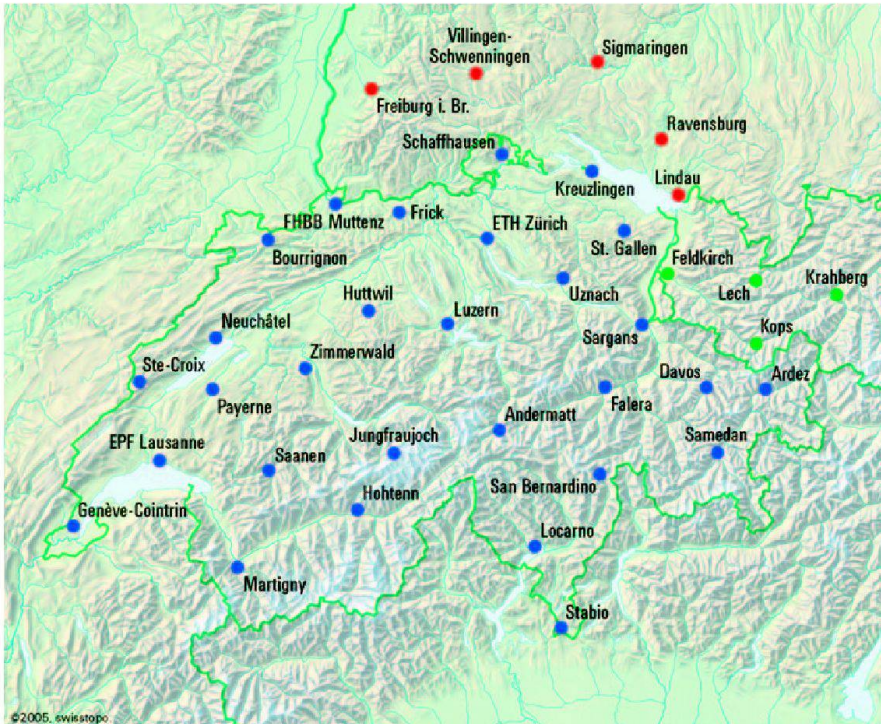 Villingen-
Schwenningen
Sigmaringen
Freiburg i. Br.
Ravensburg
Schaffhausen
Kreuzlingen
Lindau
FHBB Muttenz
Frick
ETH Zürich
St. Gallen
Bourrignon
Feldkirch
Lech
Krahberg
Uznach
Huttwil
Luzern
Neuchâtel
Sargans
Kops
Ste-Croix
Zimmerwald
Davos
Ardez
Payerne
Falera
Andermatt
EPF Lausanne
Saanen
Jungfraujoch
Samedan
San Bernardino
Genève-Cointrin
Hohtenn
Locarno
Martigny
Stabio
©2005, swisstopo